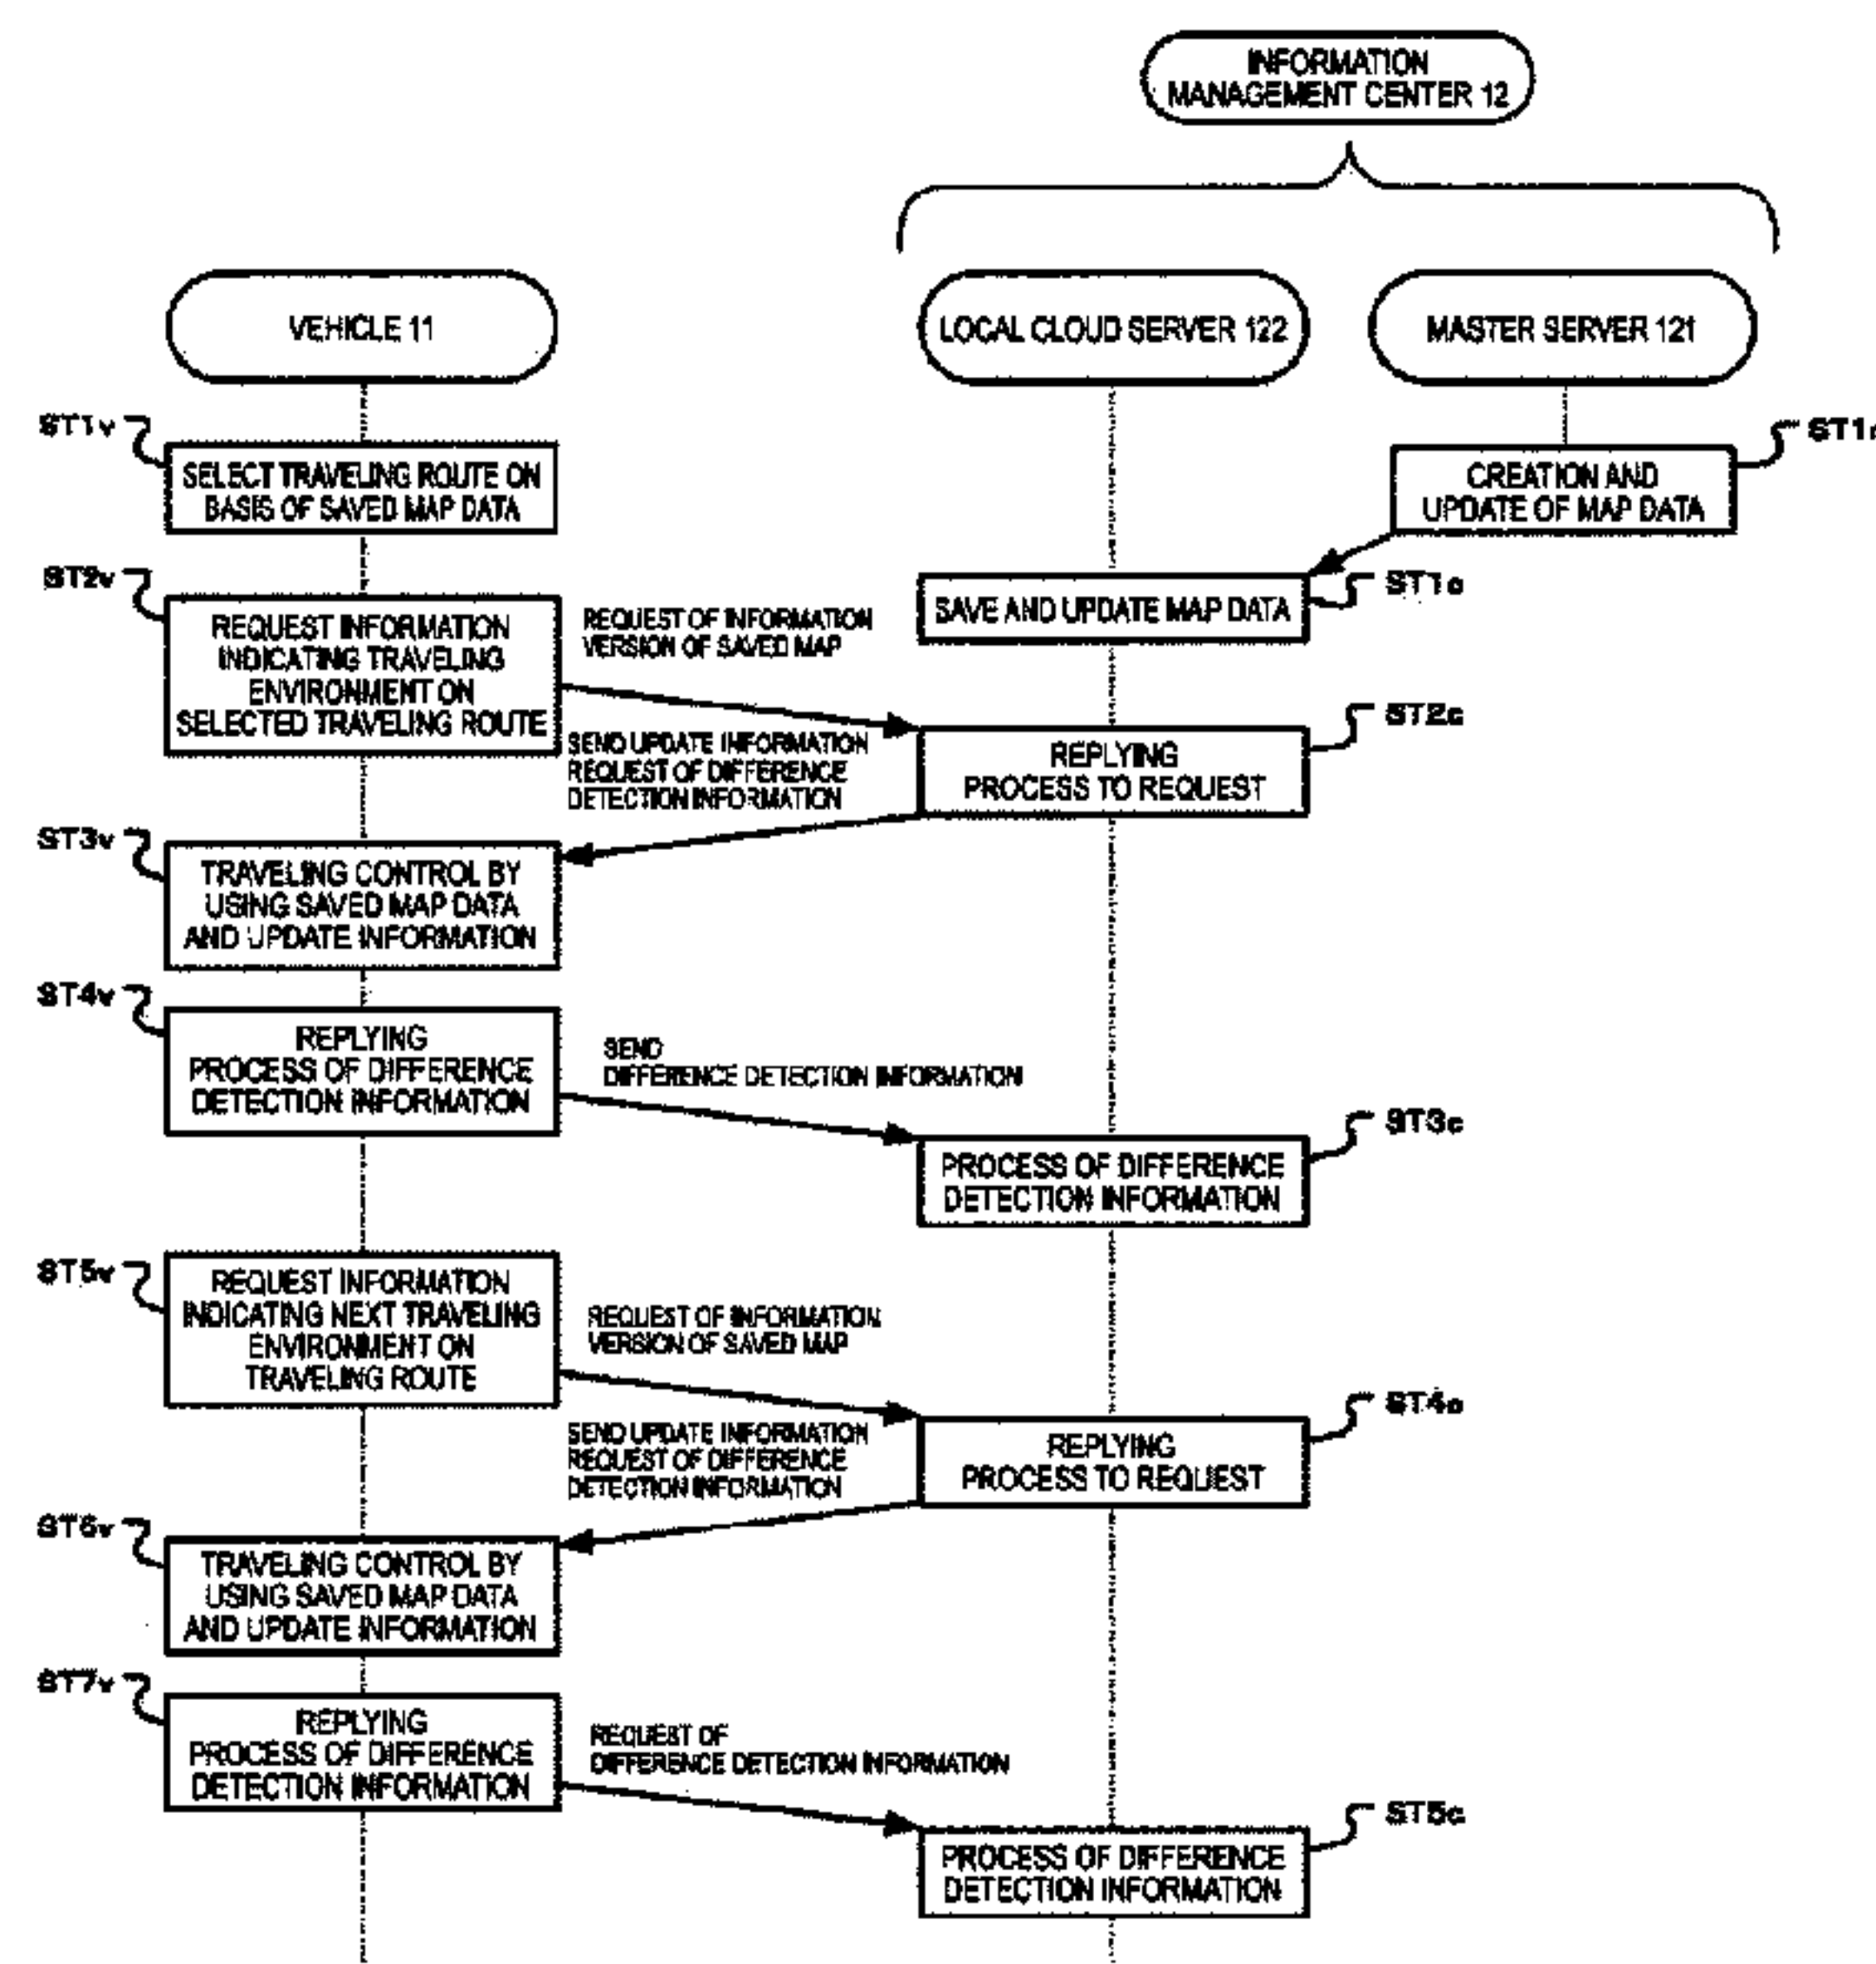 INFORMATION
MANAGEMENT CENTER 12
VEHICLE 11
LOCAL CLOUD SERVER 122
MASTER SERVER 121
ST1v
SELECT TRAVELING ROUTE ON
BASIS OF SAVED MAP DATA
CREATION AND
UPDATE OF MAP DATA
ST2v
REQUEST INFORMATION
INDICATING TRAVELING
ENVIRONMENT ON
SELECTED TRAVELING ROUTE
REQUEST OF INFORMATION
VERSION OF SAVED MAP
SAVE AND UPDATE MAP DATA
ST1c
SEND UPDATE INFORMATION
REQUEST OF DIFFERENCE
DETECTION INFORMATION
REPLYING
PROCESS TO REQUEST
ST2c
ST3v
TRAVELING CONTROL BY
USING SAVED MAP DATA
AND UPDATE INFORMATION
ST4v
REPLYING
PROCESS OF DIFFERENCE
DETECTION INFORMATION
SEND
DIFFERENCE DETECTION INFORMATION
PROCESS OF DIFFERENCE
DETECTION INFORMATION
ST3c
ST5v
REQUEST INFORMATION
INDICATING NEXT TRAVELING
ENVIRONMENT ON
TRAVELING ROUTE
REQUEST OF INFORMATION
VERSION OF SAVED MAP
SEND UPDATE INFORMATION
REQUEST OF DIFFERENCE
DETECTION INFORMATION
REPLYING
PROCESS TO REQUEST
ST4c
ST6v
TRAVELING CONTROL BY
USING SAVED MAP DATA
AND UPDATE INFORMATION
ST7v
REPLYING
PROCESS OF DIFFERENCE
DETECTION INFORMATION
REQUEST OF
DIFFERENCE DETECTION INFORMATION
PROCESS OF DIFFERENCE
DETECTION INFORMATION
ST5c